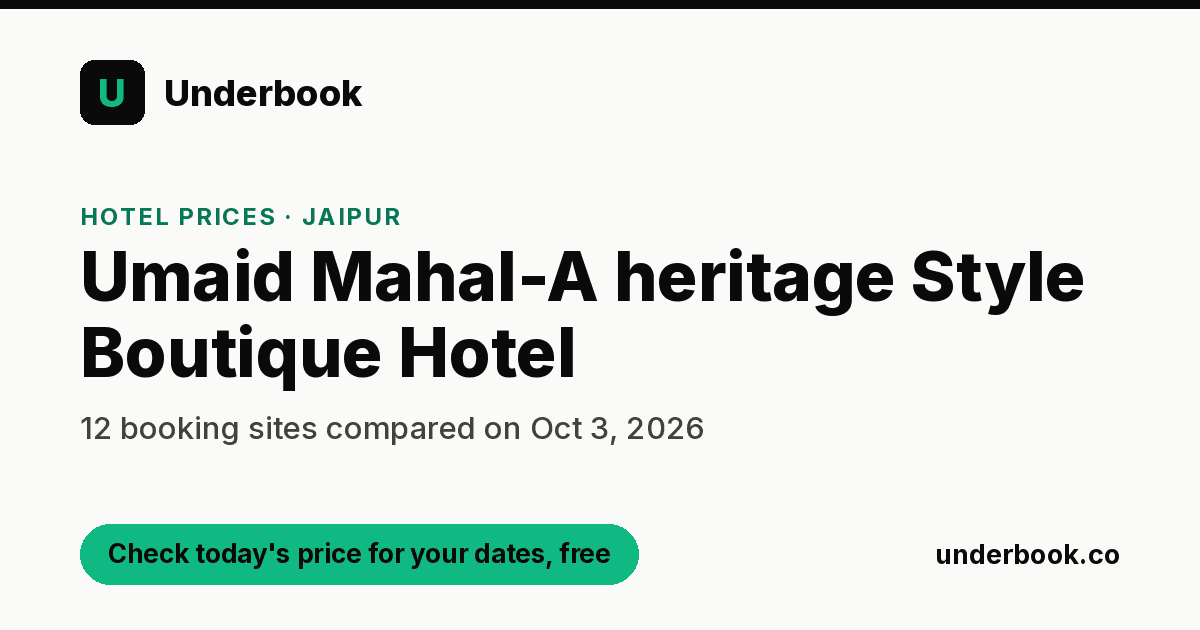 U
Underbook
HOTEL PRICES · JAIPUR
Umaid Mahal-A heritage Style
Boutique Hotel
12 booking sites compared on Oct 3, 2026
Check today's price for your dates, free
underbook.co